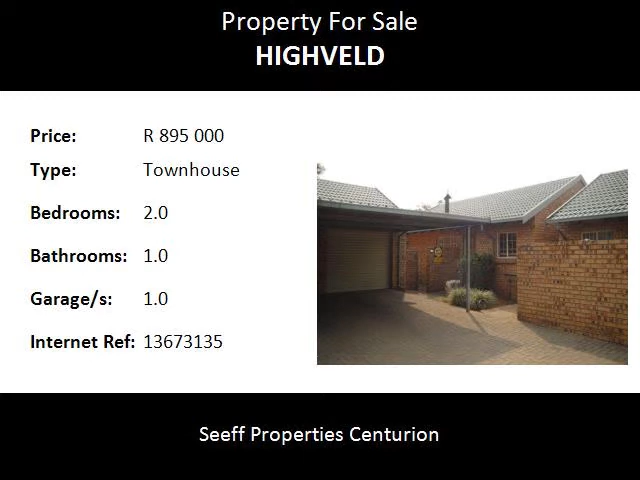 Property For Sale
HIGHVELD
Price: R 895 000
Type: Townhouse
Bedrooms: 2.0
Bathrooms: 1.0
Garage/s: 1.0
Internet Ref: 13673135
Seeff Properties Centurion